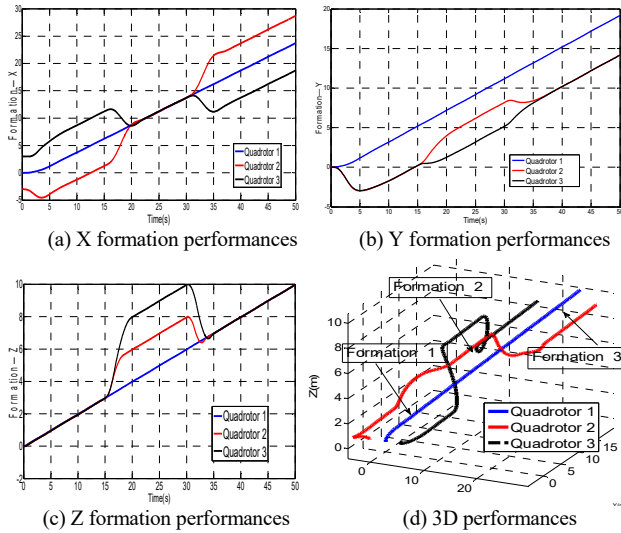 30
25
20
15
10
5
0
-5
Formation—X
0 5 10 15 20 25 30 35 40 45 50
Time(s)
Quadrotor 1
Quadrotor 2
Quadrotor 3
(a) X formation performances
20
15
10
5
0
-5
Formation—Y
0 5 10 15 20 25 30 35 40 45 50
Time(s)
Quadrotor 1
Quadrotor 2
Quadrotor 3
(b) Y formation performances
10
8
6
4
2
0
Formation—Z
0 5 10 15 20 25 30 35 40 45 50
Time(s)
Quadrotor 1
Quadrotor 2
Quadrotor 3
(c) Z formation performances
Formation 2
Formation 1
Formation 3
10
8
6
4
2
0
Z(m)
Quadrotor 1
Quadrotor 2
Quadrotor 3
0 10 20
0 5 10 15
(d) 3D performances